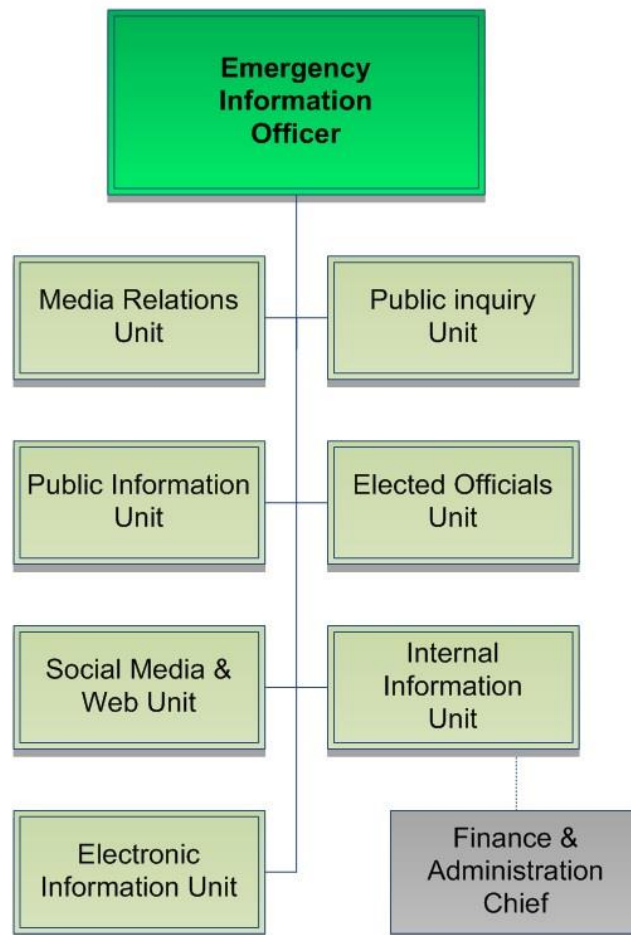 Emergency
Information
Officer
Media Relations
Unit
Public inquiry
Unit
Public Information
Unit
Elected Officials
Unit
Social Media &
Web Unit
Internal
Information
Unit
Electronic
Information Unit
Finance &
Administration
Chief